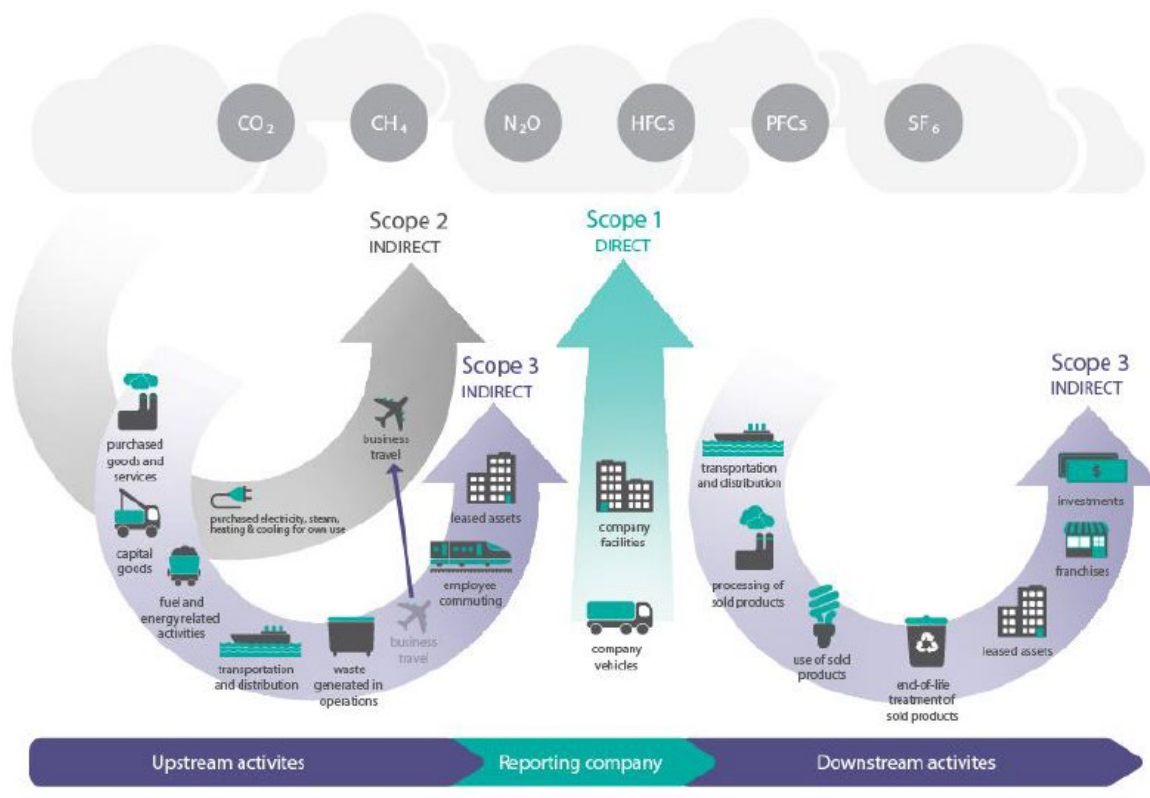 CO₂
CH₄
N₂O
HFCs
PFCs
SF₆
Scope 2
INDIRECT
Scope 1
DIRECT
Scope 3
INDIRECT
Scope 3
INDIRECT
purchased
goods and
services
capital
goods
fuel and
energy related
activities
purchased electricity, steam,
heating & cooling for own use
business
travel
transportation
and distribution
waste
generated in
operations
business
travel
employee
commuting
leased assets
company
facilities
company
vehicles
transportation
and distribution
processing of
sold products
use of sold
products
end-of-life
treatment of
sold products
leased assets
franchises
investments
$
Upstream activites
Reporting company
Downstream activites